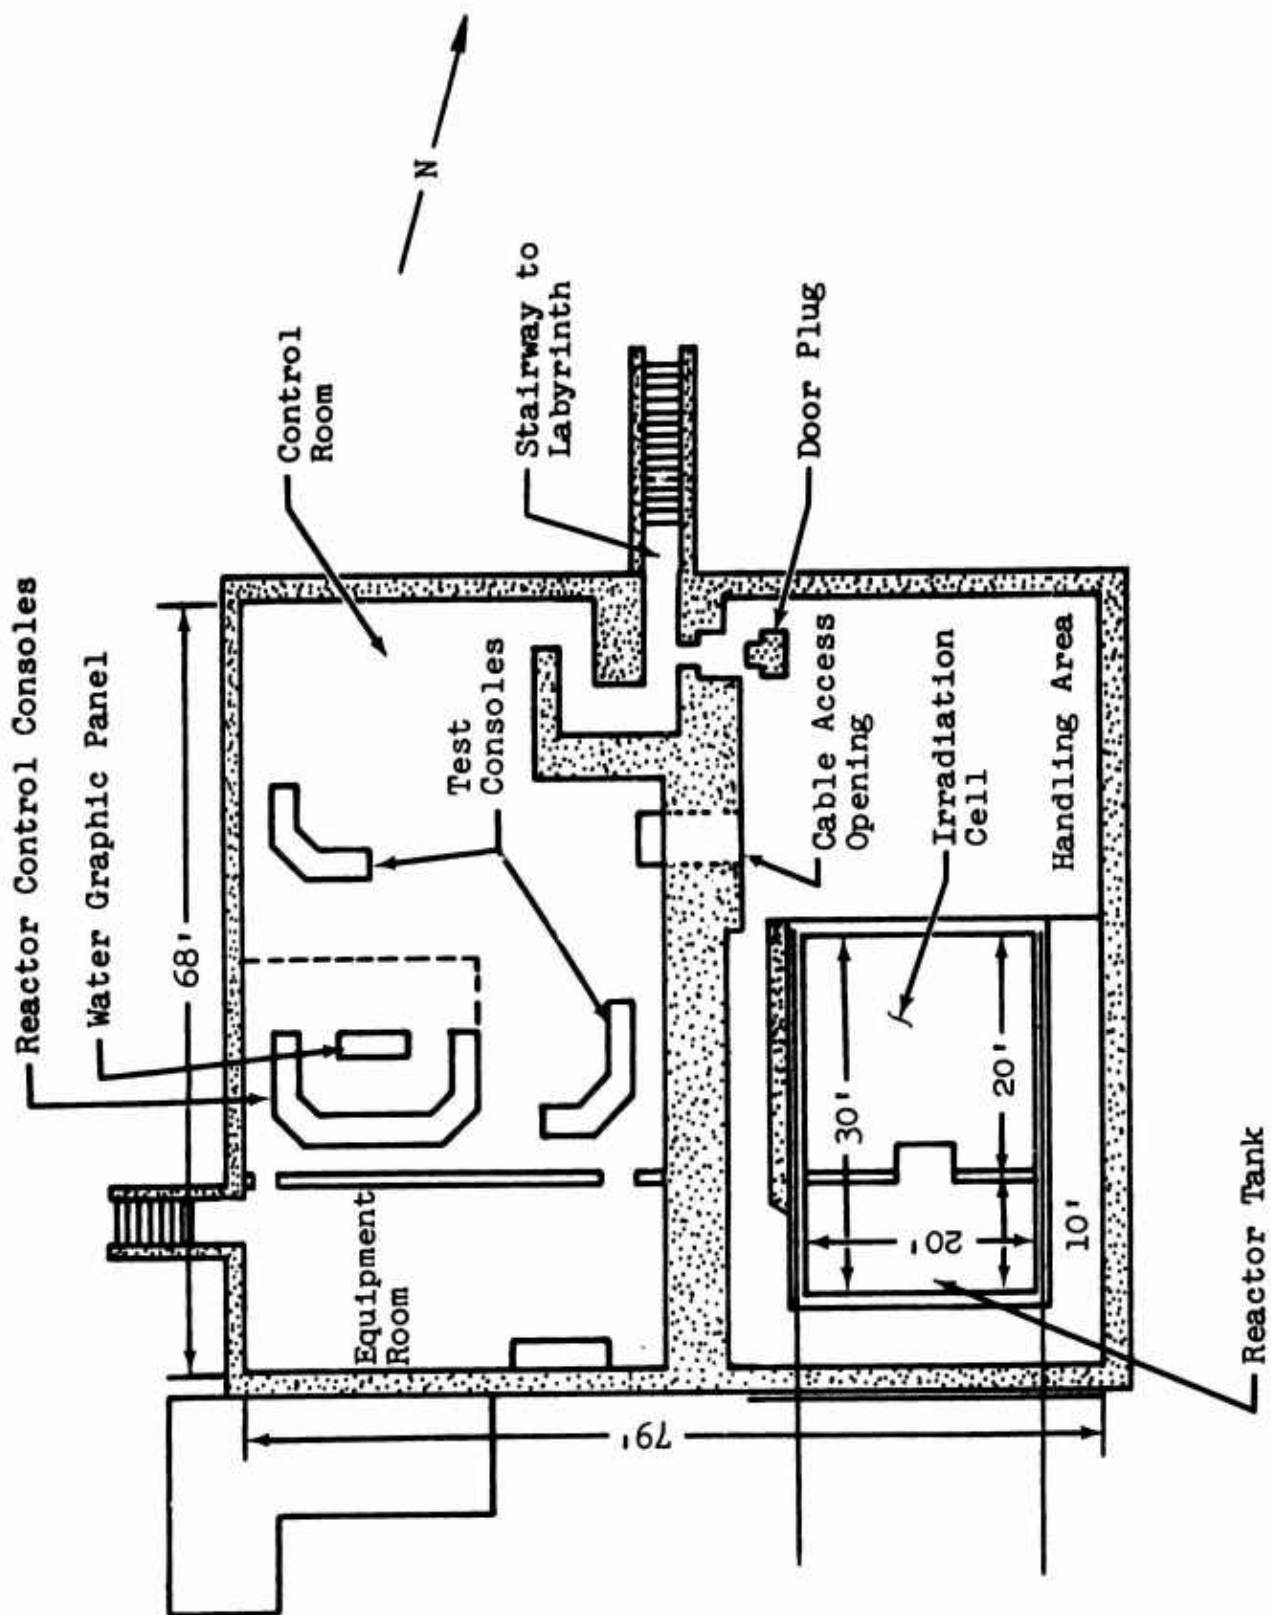 Reactor Control Consoles
Water Graphic Panel
68'
Control
Room
N
Test
Consoles
Stairway to
Labyrinth
Door Plug
Equipment
Room
79'
Cable Access
Opening
Irradiation
Cell
Handling Area
30'
20'
20'
10'
Reactor Tank